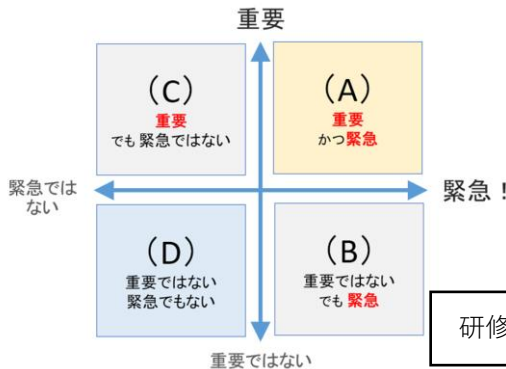 重要
（C）
重要
でも 緊急ではない
（A）
重要
かつ緊急
緊急では
ない
緊急！
（D）
重要ではない
緊急でもない
（B）
重要ではない
でも 緊急
研修
重要ではない